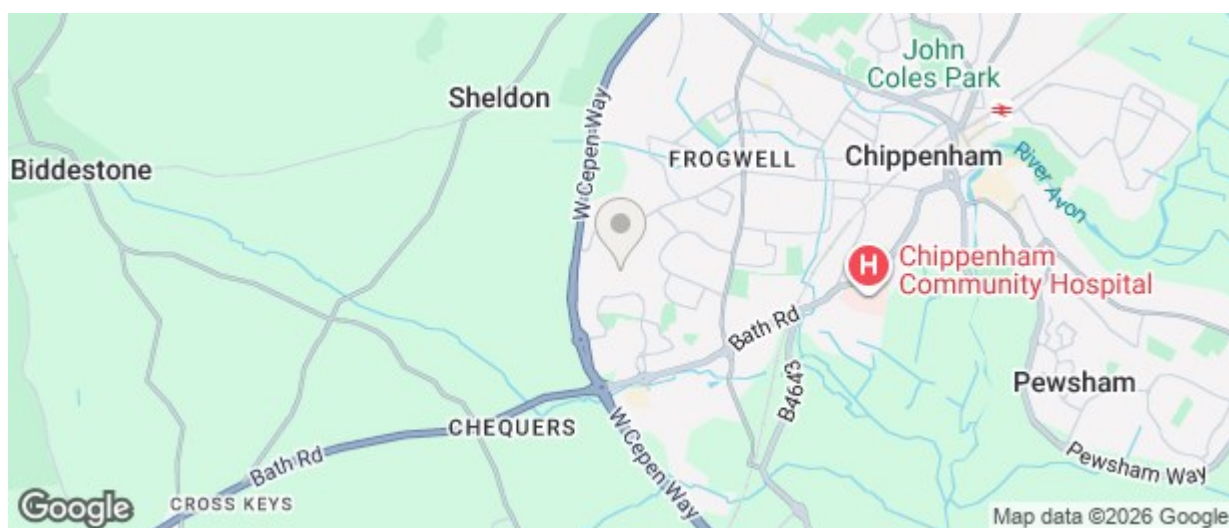 John
Coles Park
Sheldon
W Cepen Way
FROGWELL
Chippenham
Biddestone
River Avon
H
Chippenham
Community Hospital
Bath Rd
B4643
Pewsham
CHEQUERS
W Cepen Way
Bath Rd
Pewsham Way
CROSS KEYS
Google
Map data ©2026 Google